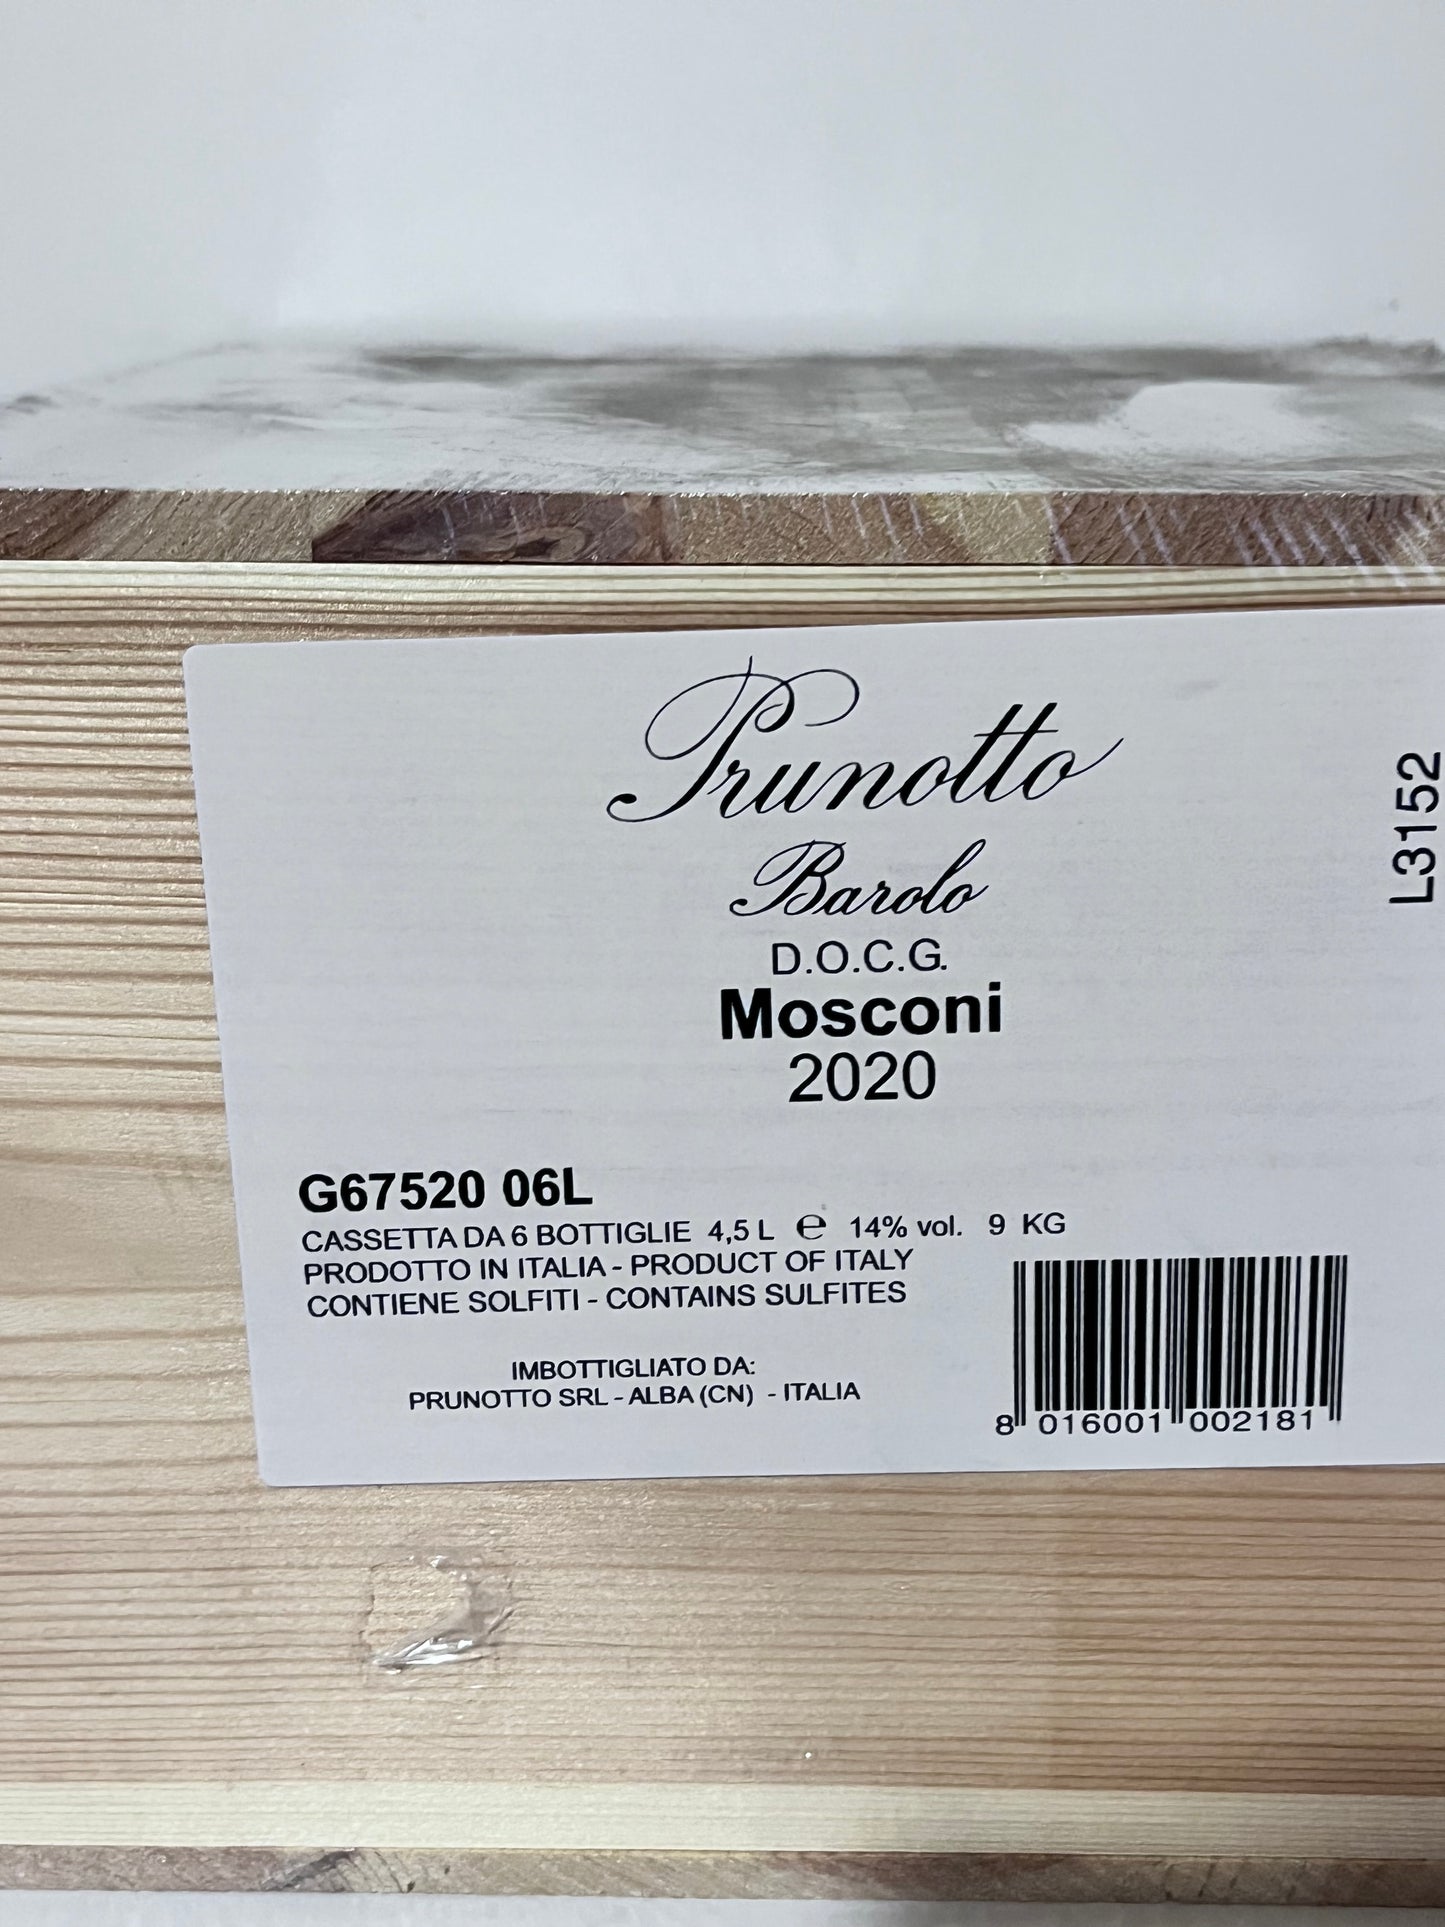 Prunotto
Barolo
D.O.C.G.
Mosconi
2020
L3152
G67520 06L
CASSETTA DA 6 BOTTIGLIE 4,5 L ℮ 14% vol. 9 KG
PRODOTTO IN ITALIA - PRODUCT OF ITALY
CONTIENE SOLFITI - CONTAINS SULFITES
IMBOTTIGLIATO DA:
PRUNOTTO SRL - ALBA (CN) - ITALIA
8 016001 002181